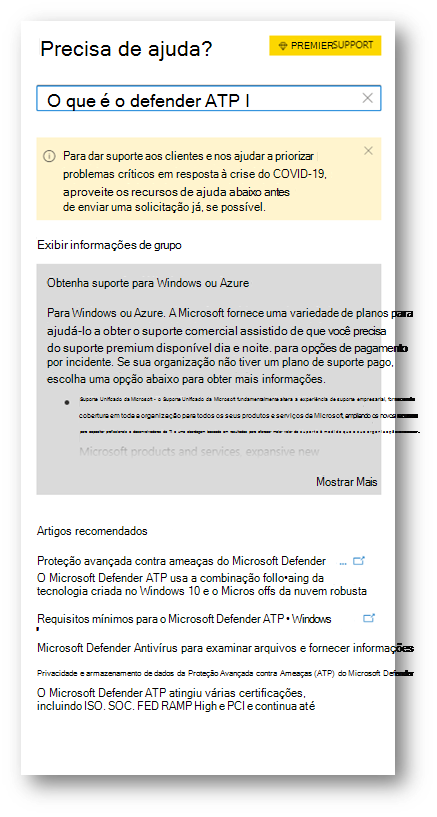 Precisa de ajuda?
PREMIER SUPPORT
O que é o defender ATP I
Para dar suporte aos clientes e nos ajudar a priorizar
problemas críticos em resposta à crise do COVID-19,
aproveite os recursos de ajuda abaixo antes
de enviar uma solicitação já, se possível.
Exibir informações de grupo
Obtenha suporte para Windows ou Azure
Para Windows ou Azure. A Microsoft fornece uma variedade de planos para
ajudá-lo a obter o suporte comercial assistido de que você precisa
do suporte premium disponível dia e noite. para opções de pagamento
por incidente. Se sua organização não tiver um plano de suporte pago,
escolha uma opção abaixo para obter mais informações.
Suporte Unificado da Microsoft - o Suporte Unificado da Microsoft fundamentalmente altera a experiência de suporte empresarial, fornecendo
cobertura em toda a organização para todos os seus produtos e serviços da Microsoft, ampliando os novos
Microsoft products and services, expansive new
Mostrar Mais
Artigos recomendados
Proteção avançada contra ameaças do Microsoft Defender ...
O Microsoft Defender ATP usa a combinação follo•aing da
tecnologia criada no Windows 10 e o Micros offs da nuvem robusta
Requisitos mínimos para o Microsoft Defender ATP • Windows
Microsoft Defender Antivírus para examinar arquivos e fornecer informações
Privacidade e armazenamento de dados da Proteção Avançada contra Ameaças (ATP) do Microsoft Defender
O Microsoft Defender ATP atingiu várias certificações,
incluindo ISO. SOC. FED RAMP High e PCI e continua até